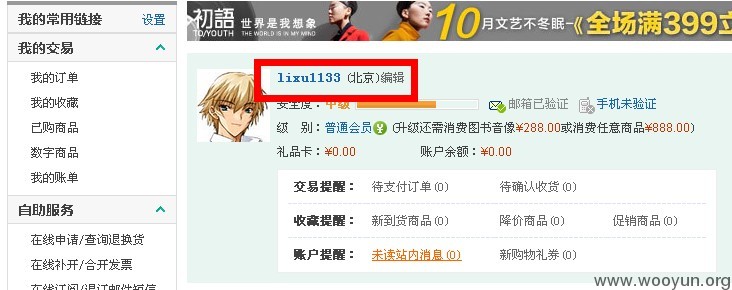 我的常用链接 设置
我的交易
我的订单
我的收藏
已购商品
数字商品
我的账单
自助服务
在线申请/查询退换货
在线补开/合开发票
在线订阅/退订邮件短信
初語
TO/YOUTH
世界是我想象
THE WORLD IS IN MY MIND
10月文艺不冬眠-《全场满399立
lixu1133 (北京)编辑
安全度：中级 邮箱已验证 手机未验证
级 别：普通会员 (升级还需消费图书音像¥288.00或消费任意商品¥888.00)
礼品卡：¥0.00 账户余额：¥0.00
交易提醒： 待支付订单(0) 待确认收货(0)
收藏提醒： 新到货商品(0) 降价商品(0) 促销商品(0)
账户提醒： 未读站内消息(0) 新购物礼券(0)
www.wooyun.org